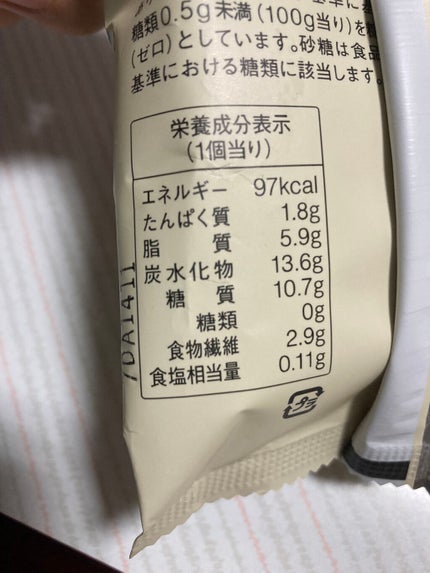 糖類0.5g未満(100g当り)を
(ゼロ)としています。砂糖は食品
基準における糖類に該当します。
栄養成分表示
(1個当り)
エネルギー 97kcal
たんぱく質 1.8g
脂質 5.9g
炭水化物 13.6g
糖質 10.7g
糖類 0g
食物繊維 2.9g
食塩相当量 0.11g
プラ
/DA1411